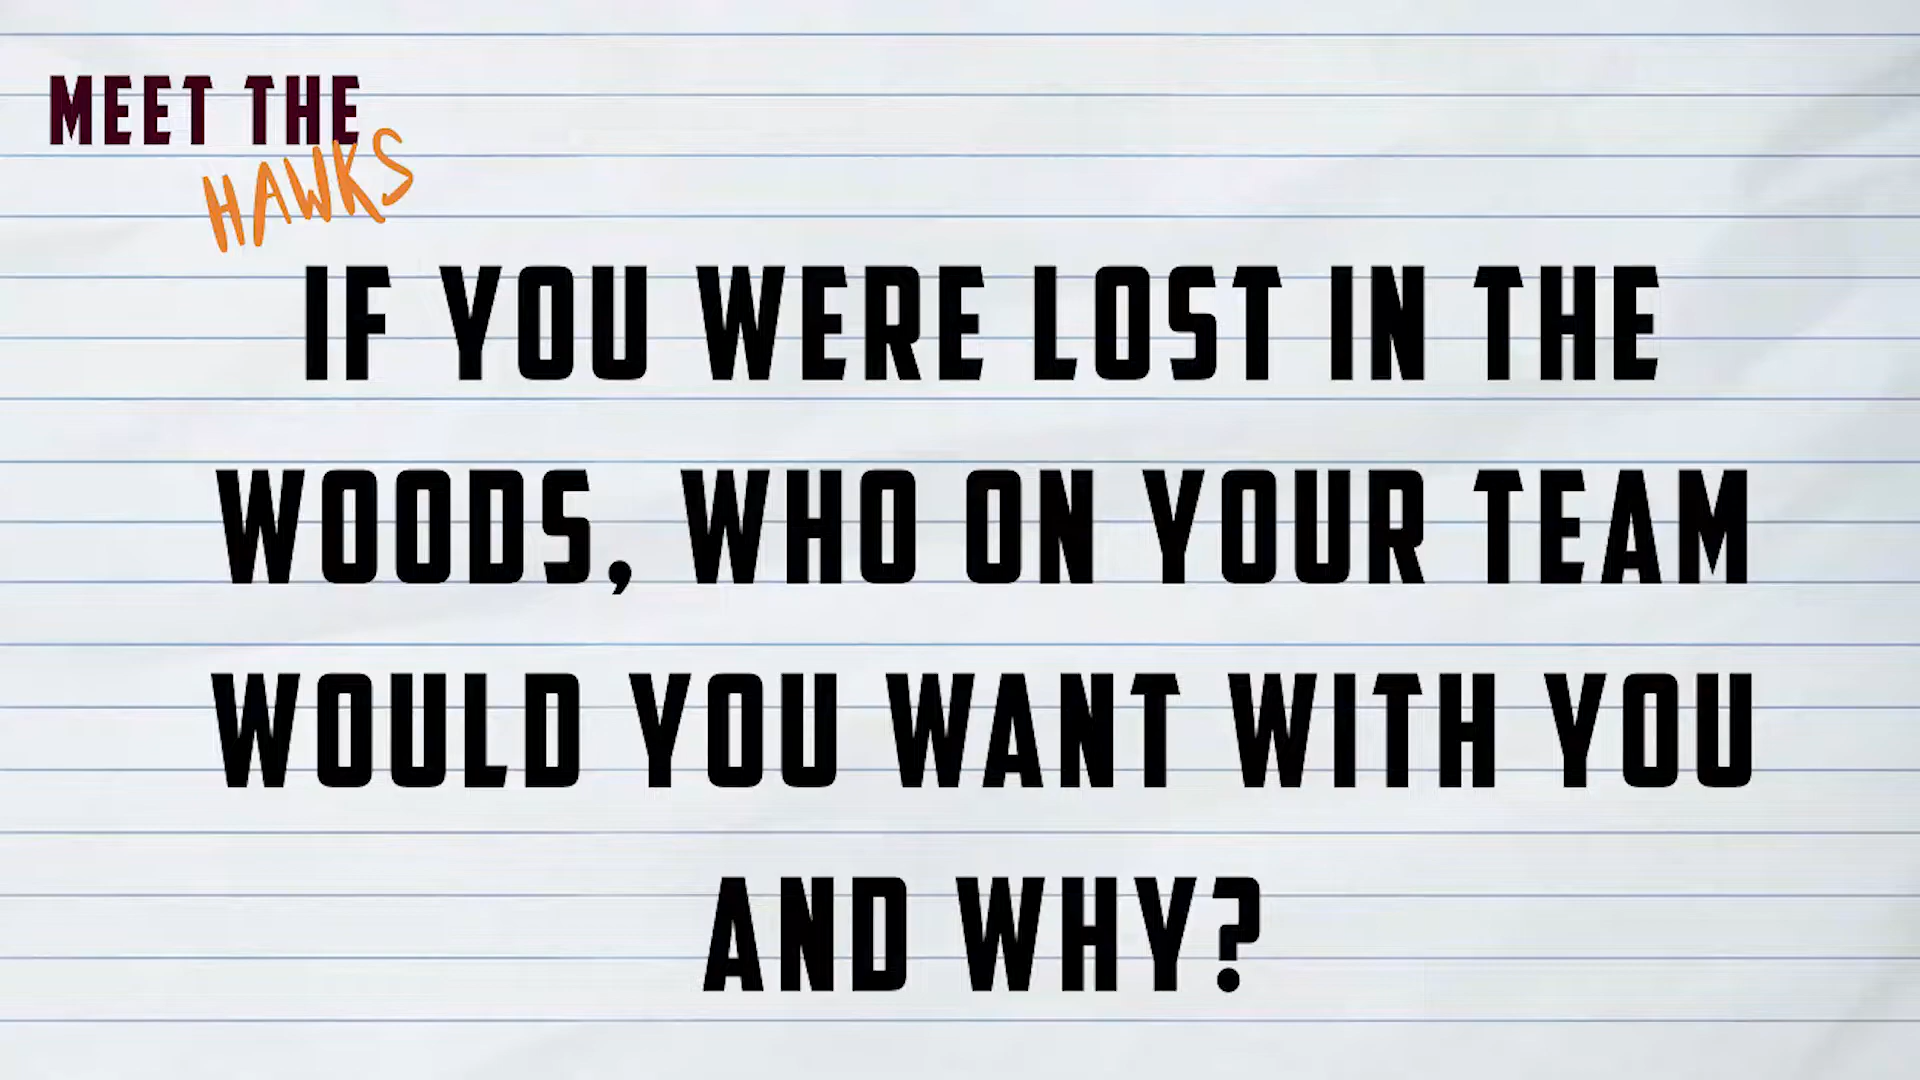 MEET THE
HAWKS
IF YOU WERE LOST IN THE
WOODS, WHO ON YOUR TEAM
WOULD YOU WANT WITH YOU
AND WHY?